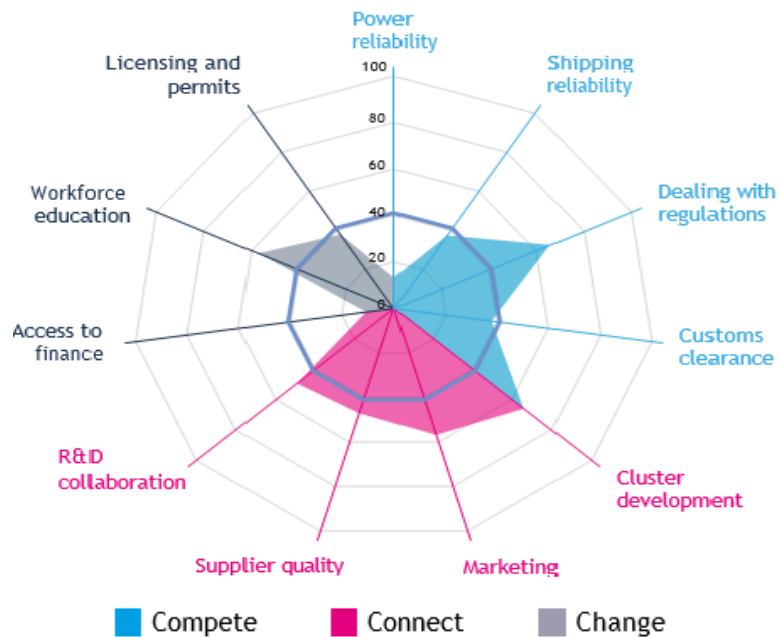 Power
reliability
Licensing and
permits
Shipping
reliability
100
80
60
40
20
0
Workforce
education
Dealing with
regulations
Access to
finance
Customs
clearance
R&ID
collaboration
Cluster
development
Supplier quality
Marketing
Compete
Connect
Change